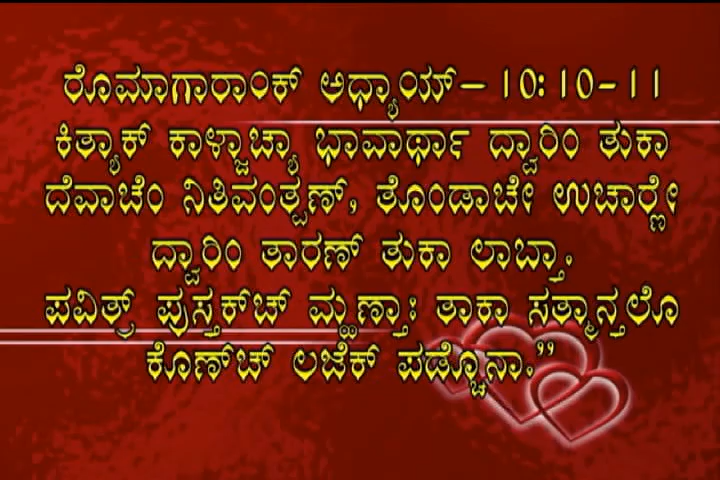 ರೊಮಾಗಾರಾಂಕ್ ಅಧ್ಯಾಯ್-10:10-11
ಕಿತ್ಯಾಕ್ ಕಾಳ್ಜಾಚ್ಯಾ ಭಾವಾರ್ಥಾ ದ್ವಾರಿಂ ತುಕಾ
ದೆವಾಚೆಂ ನಿತಿವಂತ್ಪಣ್, ತೊಂಡಾಚೇ ಉಚಾರ್‍ಣೇ
ದ್ವಾರಿಂ ತಾರಣ್ ತುಕಾ ಲಾಬ್ತಾ.
ಪವಿತ್ರ್ ಪುಸ್ತಕ್‌ಚ್ ಮ್ಹಣ್ತಾ: ತಾಕಾ ಸತ್ಮಾನ್ತಲೊ
ಕೊಣ್‌ಚ್ ಲಜೆಕ್ ಪಡ್ಚೊನಾ."